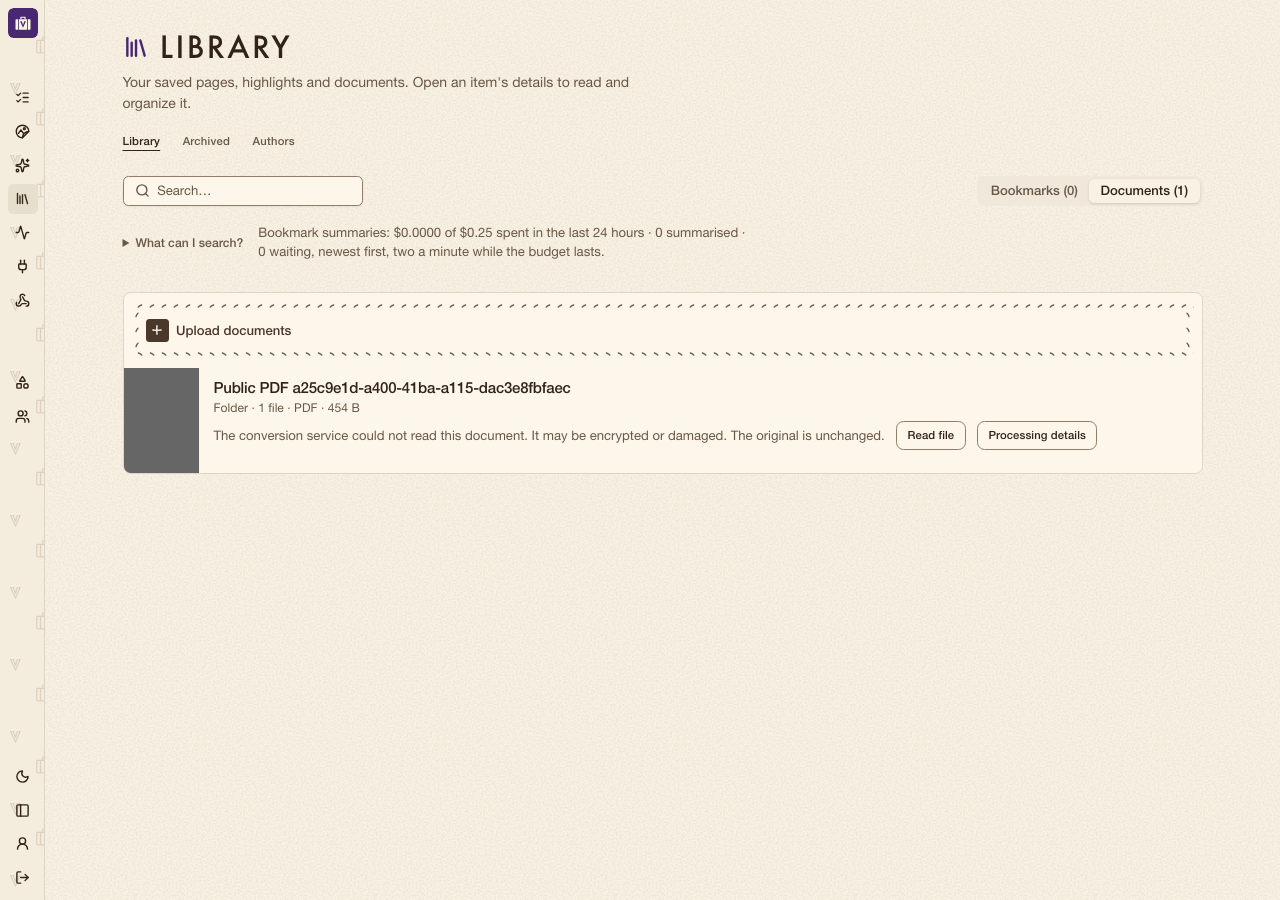 LIBRARY
Your saved pages, highlights and documents. Open an item's details to read and
organize it.
Library Archived Authors
Search...
Bookmarks (0) Documents (1)
What can I search?
Bookmark summaries: $0.0000 of $0.25 spent in the last 24 hours · 0 summarised ·
0 waiting, newest first, two a minute while the budget lasts.
Upload documents
Public PDF a25c9e1d-a400-41ba-a115-dac3e8fbfaec
Folder · 1 file · PDF · 454 B
The conversion service could not read this document. It may be encrypted or damaged. The original is unchanged. Read file Processing details